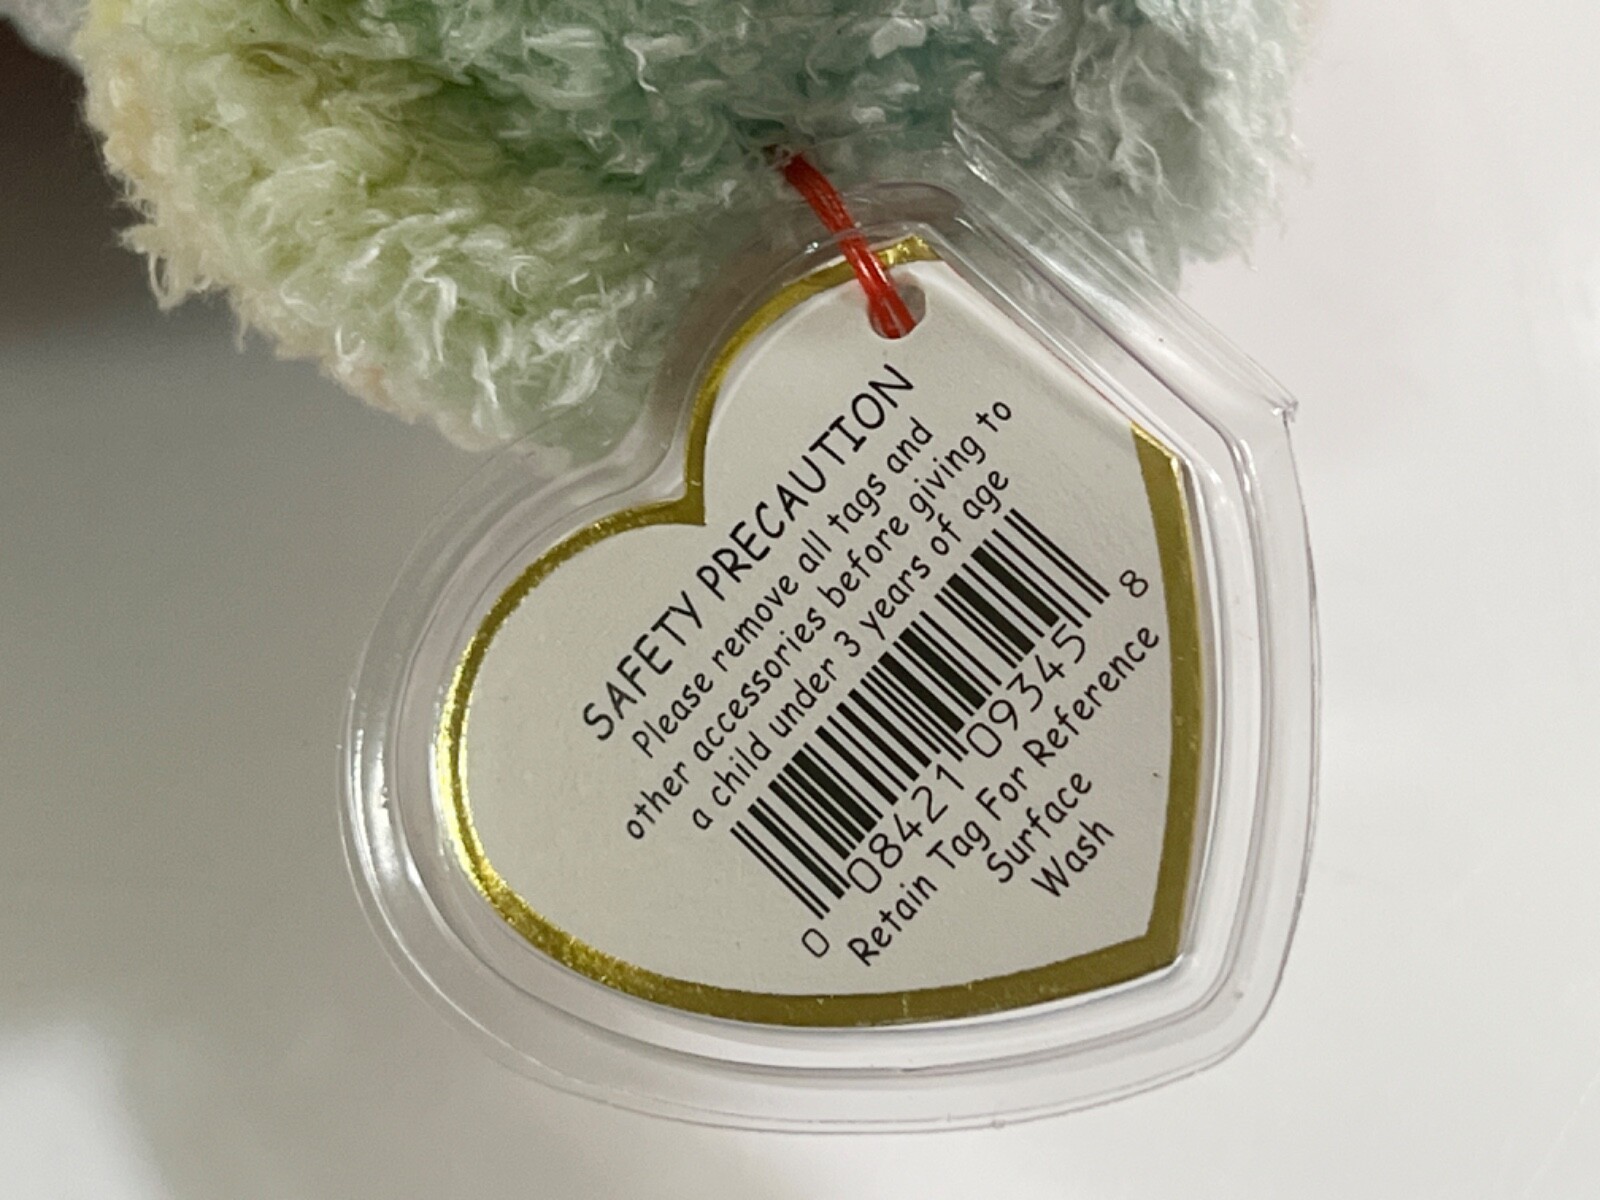 SAFETY PRECAUTION
Please remove all tags and
other accessories before giving to
a child under 3 years of age
0 08421 09345 8
Retain Tag For Reference
Surface
Wash